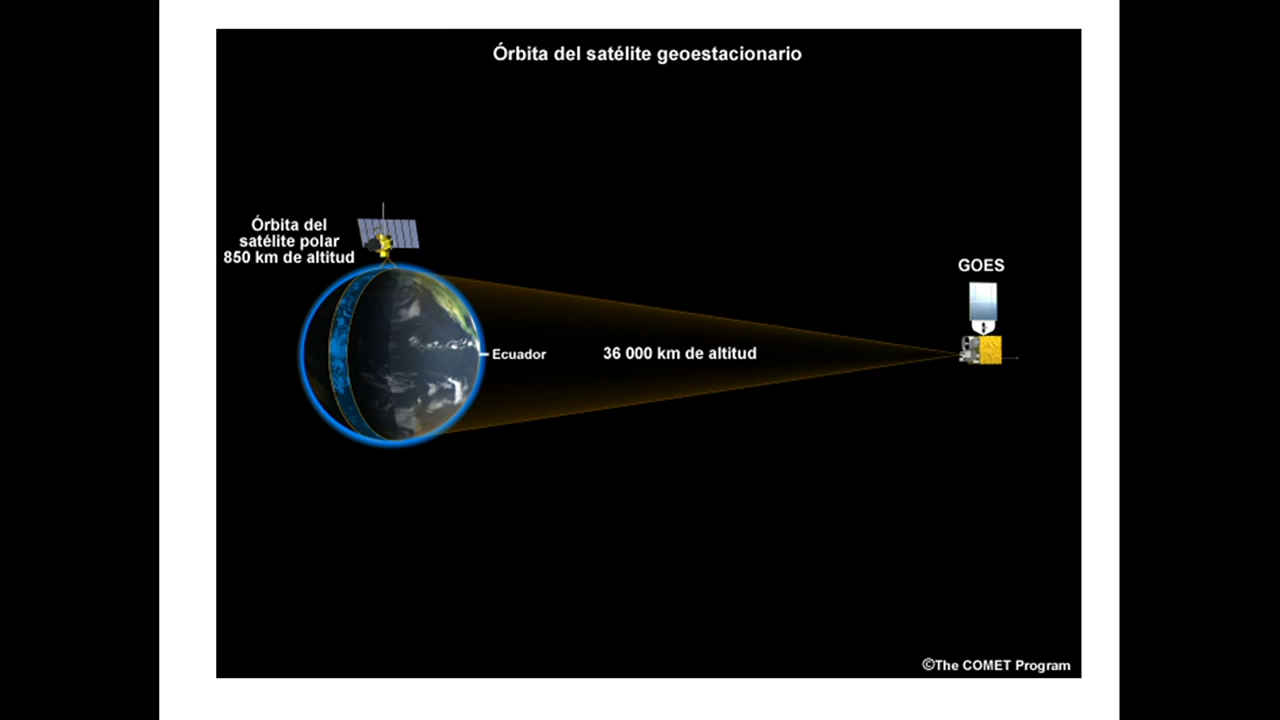 Órbita del satélite geoestacionario
Órbita del
satélite polar
850 km de altitud
GOES
Ecuador
36 000 km de altitud
©The COMET Program